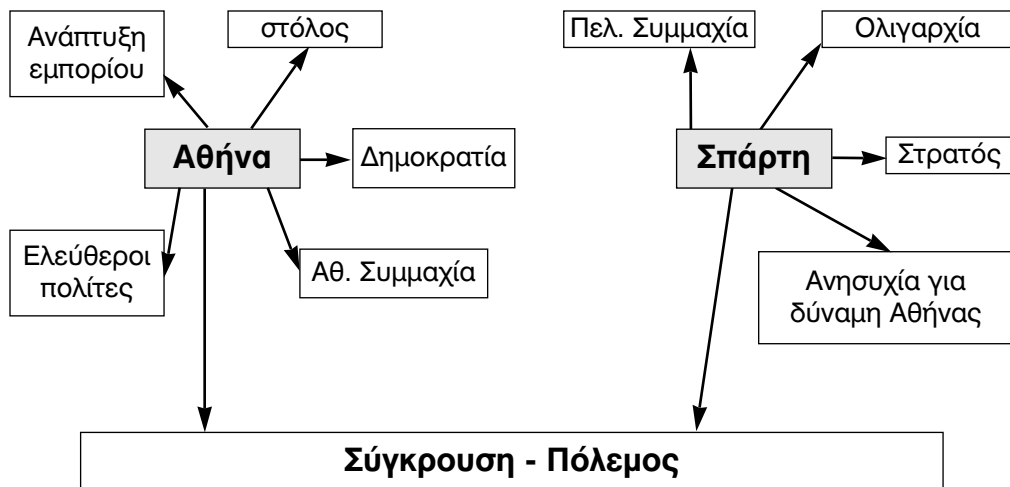 Ανάπτυξη
εμπορίου
στόλος
Πελ. Συμμαχία
Ολιγαρχία
Αθήνα
Δημοκρατία
Σπάρτη
Στρατός
Ελεύθεροι
πολίτες
Αθ. Συμμαχία
Ανησυχία για
δύναμη Αθήνας
Σύγκρουση - Πόλεμος